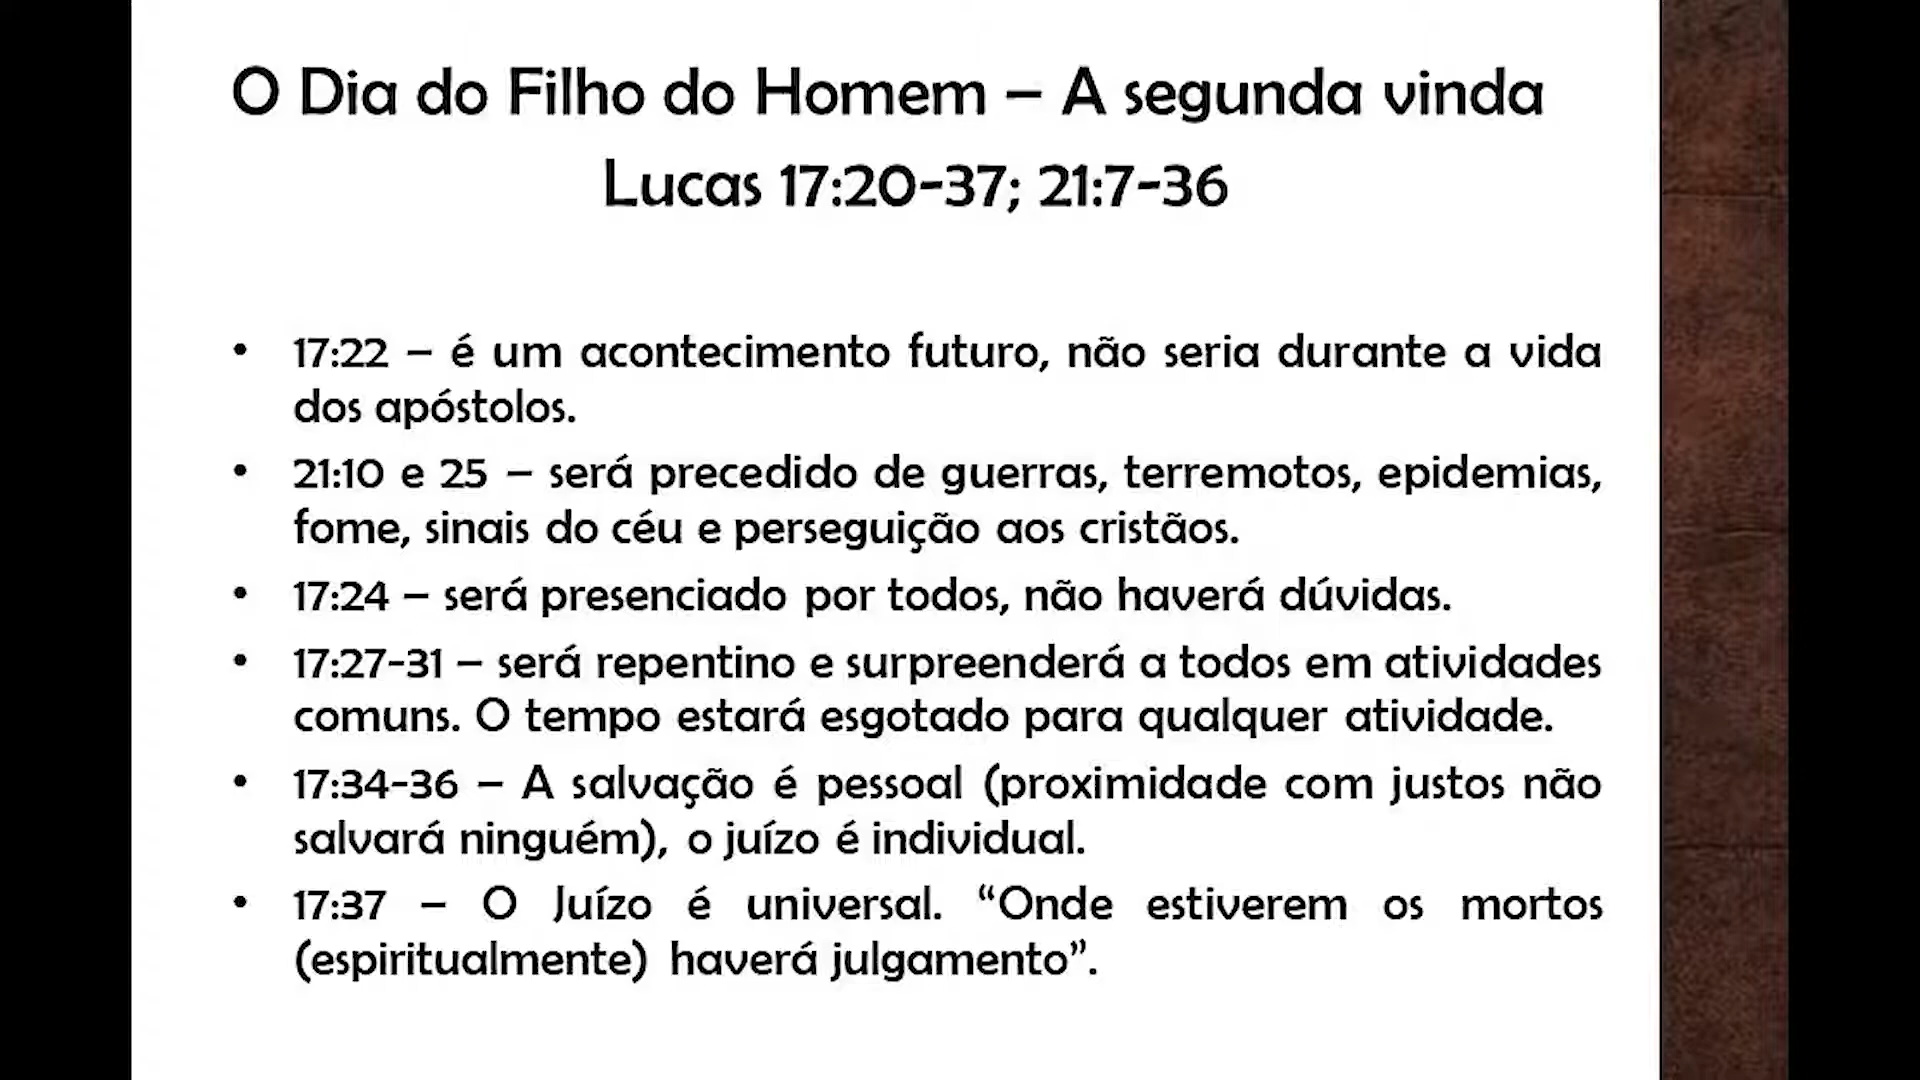 O Dia do Filho do Homem – A segunda vinda
Lucas 17:20-37; 21:7-36
• 17:22 – é um acontecimento futuro, não seria durante a vida
dos apóstolos.
• 21:10 e 25 – será precedido de guerras, terremotos, epidemias,
fome, sinais do céu e perseguição aos cristãos.
• 17:24 – será presenciado por todos, não haverá dúvidas.
• 17:27-31 – será repentino e surpreenderá a todos em atividades
comuns. O tempo estará esgotado para qualquer atividade.
• 17:34-36 – A salvação é pessoal (proximidade com justos não
salvará ninguém), o juízo é individual.
• 17:37 – O Juízo é universal. “Onde estiverem os mortos
(espiritualmente) haverá julgamento”.